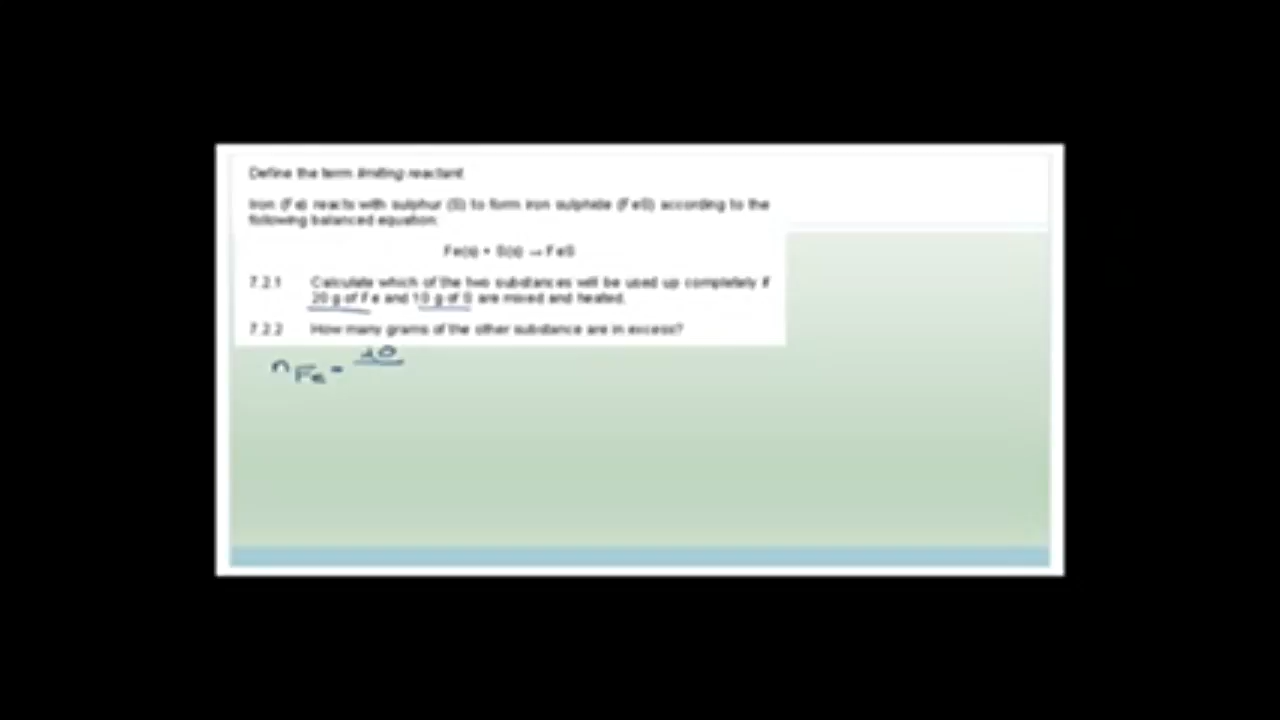 Define the term limiting reactant
Iron (Fe) reacts with sulphur (S) to form iron sulphide (FeS) according to the
following balanced equation:
Fe(s) + S(s) → FeS
7.2.1 Calculate which of the two substances will be used up completely if
20 g of Fe and 10 g of S are mixed and heated.
7.2.2 How many grams of the other substance are in excess?
n Fe = 20